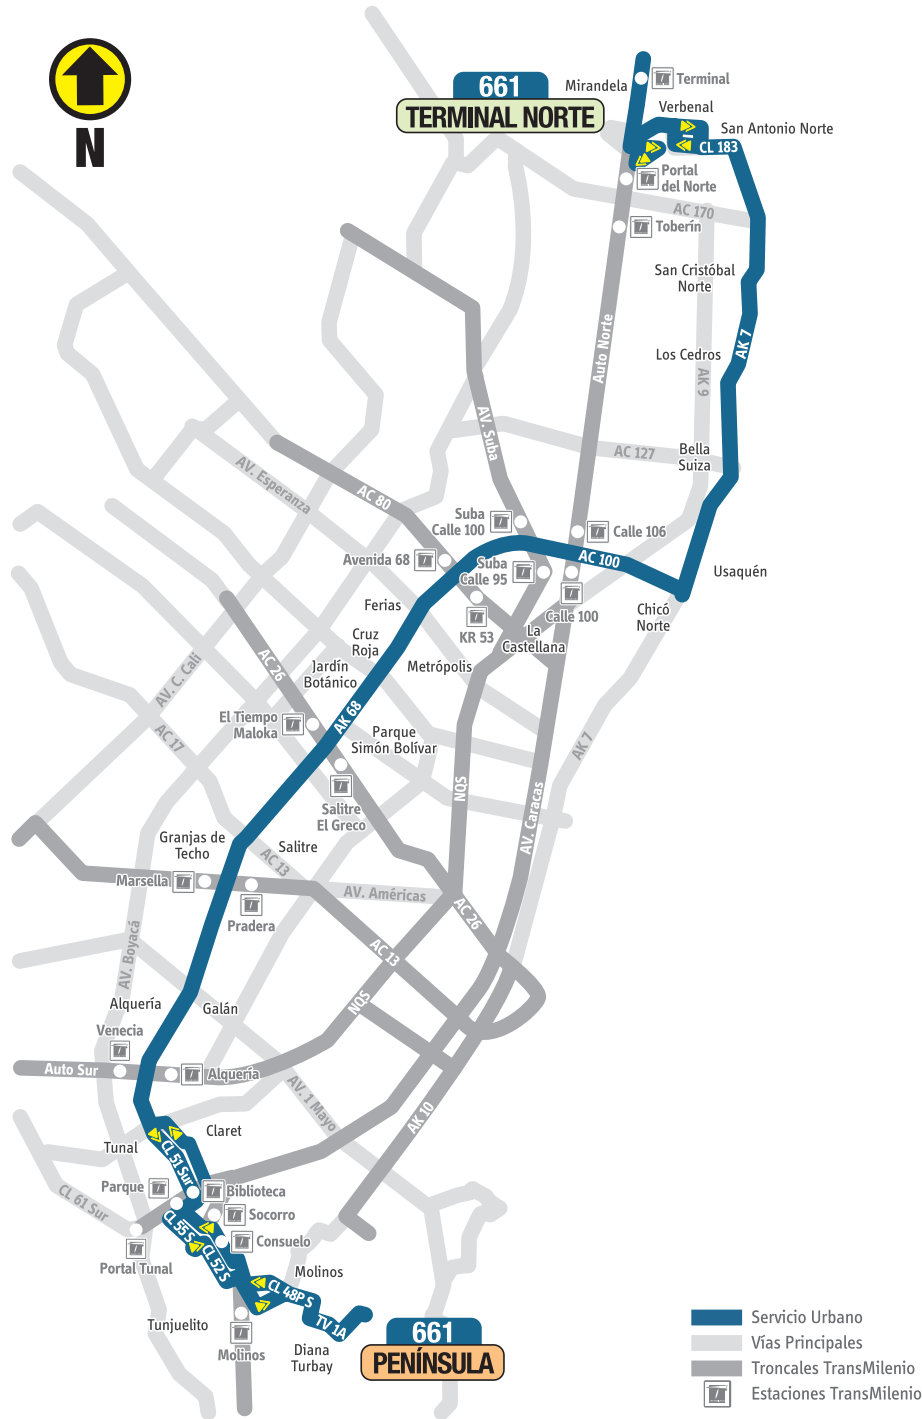 661
TERMINAL NORTE
N
Mirandela
Terminal
Verbenal
San Antonio Norte
CL 183
Portal
del Norte
AC 170
Toberín
San Cristóbal
Norte
Auto Norte
AK 7
Los Cedros
AK 9
AV. Suba
AC 127
Bella
Suiza
AV. Esperanza
AC 80
Suba
Calle 100
Calle 106
Avenida 68
Suba
Calle 95
AC 100
Usaquén
Ferias
Calle 100
Chicó
Norte
KR 53
La
Castellana
Cruz
Roja
Metrópolis
Jardín
Botánico
AV. C. Cali
AC 26
AK 68
El Tiempo
Maloka
Parque
Simón Bolívar
AC 17
AK 7
NQS
AV. Caracas
Salitre
El Greco
Granjas de
Techo
Salitre
AC 13
Marsella
AV. Américas
Pradera
AC 26
AV. Boyacá
AC 13
NQS
Alquería
Galán
Venecia
Auto Sur
Alquería
AV. 1 Mayo
AK 10
Claret
Tunal
CL 51 Sur
Parque
Biblioteca
CL 61 Sur
Socorro
CL 55 S
Consuelo
CL 52 S
Portal Tunal
Molinos
CL 48P S
Tunjuelito
TV 1A
Molinos
Diana
Turbay
661
PENÍNSULA
Servicio Urbano
Vías Principales
Troncales TransMilenio
Estaciones TransMilenio